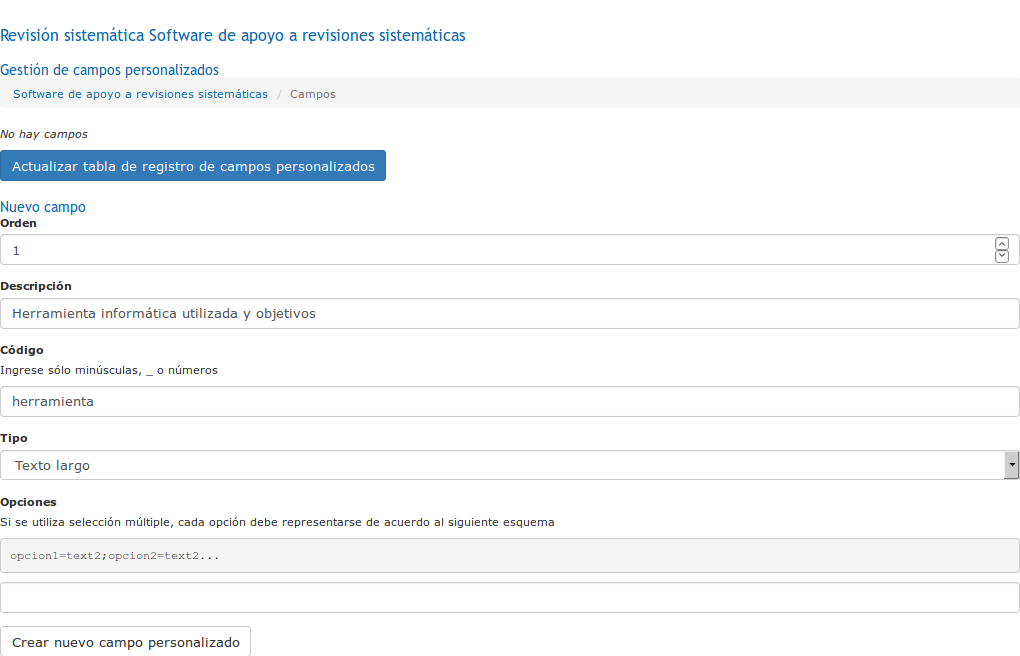 Revisión sistemática Software de apoyo a revisiones sistemáticas
Gestión de campos personalizados
Software de apoyo a revisiones sistemáticas / Campos
No hay campos
Actualizar tabla de registro de campos personalizados
Nuevo campo
Orden
1
Descripción
Herramienta informática utilizada y objetivos
Código
Ingrese sólo minúsculas, _ o números
herramienta
Tipo
Texto largo
Opciones
Si se utiliza selección múltiple, cada opción debe representarse de acuerdo al siguiente esquema
opcion1=text2;opcion2=text2...
Crear nuevo campo personalizado